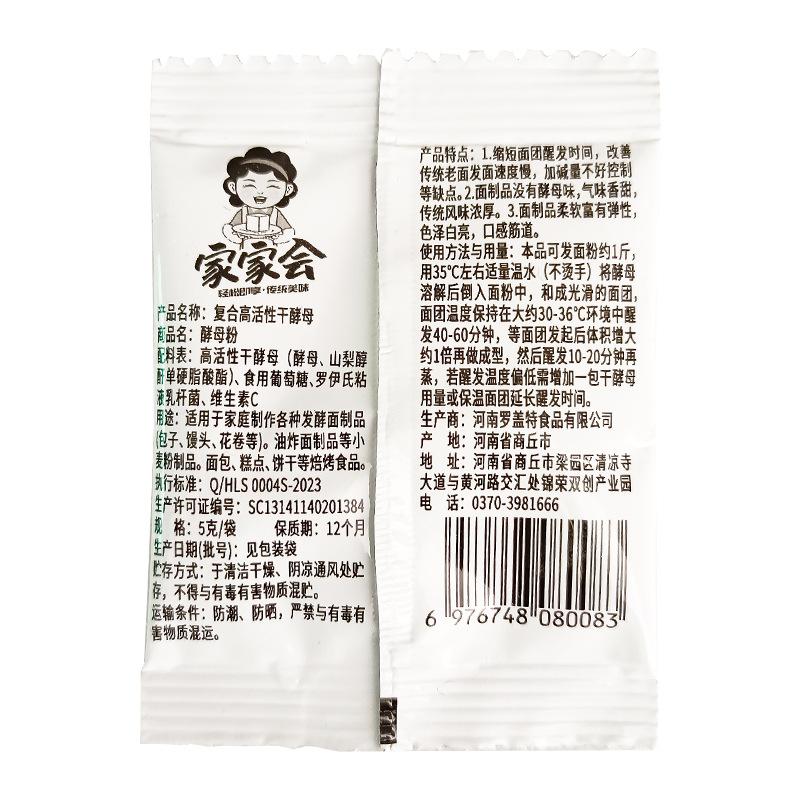 家家会
轻松即享·传统美味
产品名称：复合高活性干酵母
商品名：酵母粉
配料表：高活性干酵母（酵母、山梨醇
酐单硬脂酸酯）、食用葡萄糖、罗伊氏粘
液乳杆菌、维生素C
用途：适用于家庭制作各种发酵面制品
(包子、馒头、花卷等)。油炸面制品等小
麦粉制品。面包、糕点、饼干等焙烤食品。
执行标准：Q/HLS 0004S-2023
生产许可证编号：SC13141140201384
规 格：5克/袋 保质期：12个月
生产日期(批号)：见包装袋
贮存方式：于清洁干燥、阴凉通风处贮
存，不得与有毒有害物质混贮。
运输条件：防潮、防晒，严禁与有毒有
害物质混运。
产品特点：1.缩短面团醒发时间，改善
传统老面发面速度慢，加碱量不好控制
等缺点。2.面制品没有酵母味，气味香甜，
传统风味浓厚。3.面制品柔软富有弹性，
色泽白亮，口感筋道。
使用方法与用量：本品可发面粉约1斤，
用35℃左右适量温水（不烫手）将酵母
溶解后倒入面粉中，和成光滑的面团，
面团温度保持在大约30-36℃环境中醒
发40-60分钟，等面团发起后体积增大
约1倍再做成型，然后醒发10-20分钟再
蒸，若醒发温度偏低需增加一包干酵母
用量或保温面团延长醒发时间。
生产商：河南罗盖特食品有限公司
产 地：河南省商丘市
地 址：河南省商丘市梁园区清凉寺
大道与黄河路交汇处锦葵双创产业园
电 话：0370-3981666
6 976748 080083